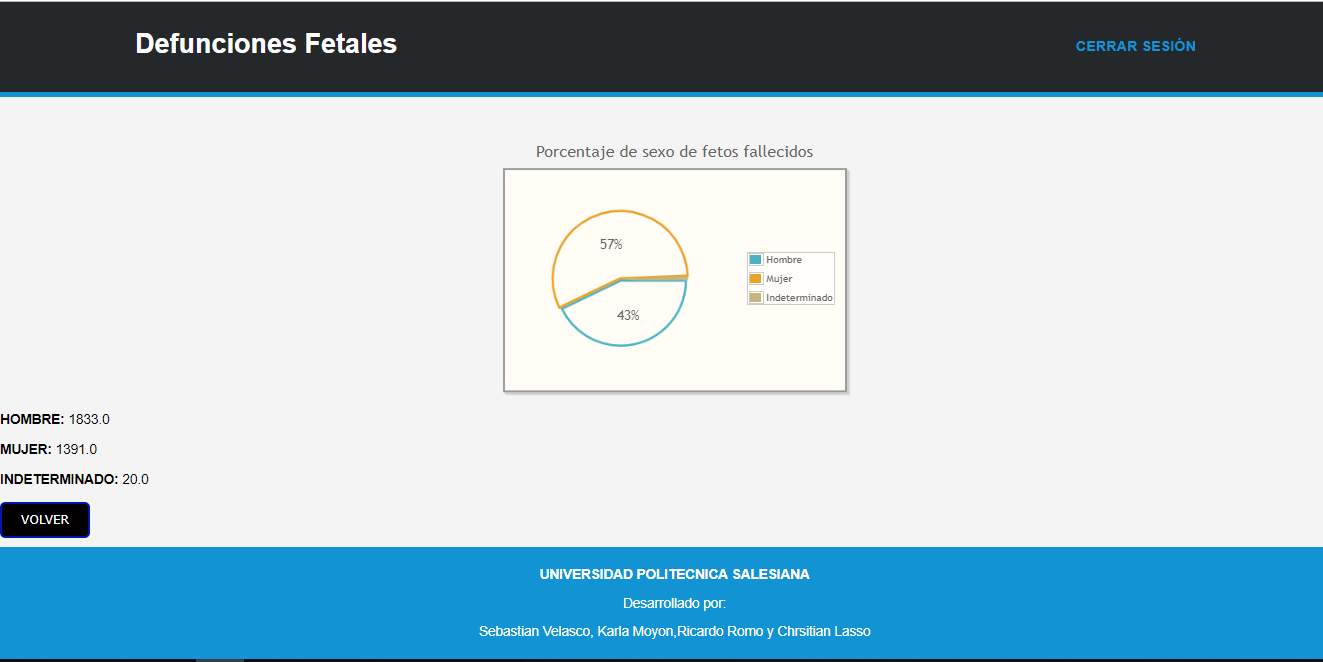 Defunciones Fetales
CERRAR SESIÓN
Porcentaje de sexo de fetos fallecidos
57%
43%
Hombre
Mujer
Indeterminado
HOMBRE: 1833.0
MUJER: 1391.0
INDETERMINADO: 20.0
VOLVER
UNIVERSIDAD POLITECNICA SALESIANA
Desarrollado por:
Sebastian Velasco, Karla Moyon,Ricardo Romo y Chrsitian Lasso